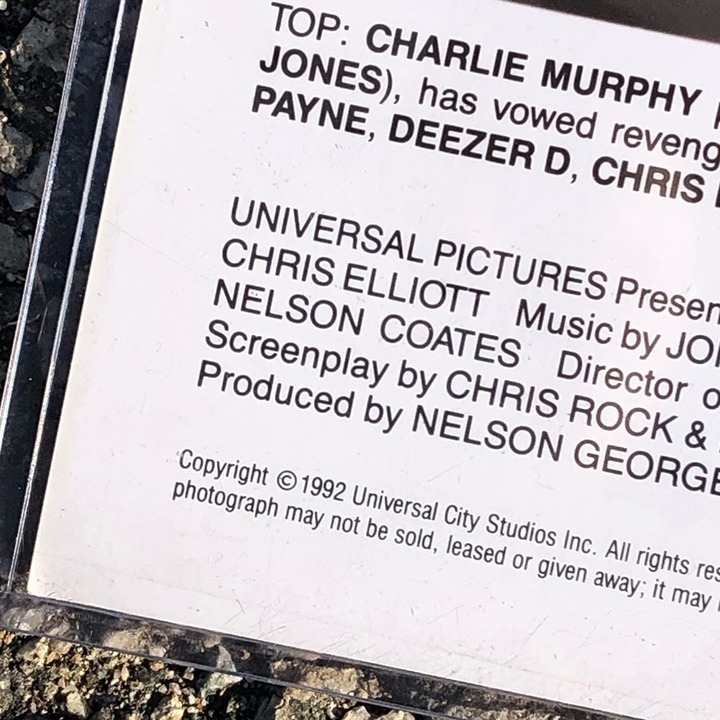 TOP: CHARLIE MURPHY
JONES), has vowed
PAYNE, DEEZER D, CHRIS
UNIVERSAL PICTURES
CHRIS ELLIOTT Music by
NELSON COATES Director
Screenplay by CHRIS ROCK &
Produced by NELSON GEORGE
Copyright ©1992 Universal City Studios Inc. All rights
photograph may not be sold, leased or given away; it may